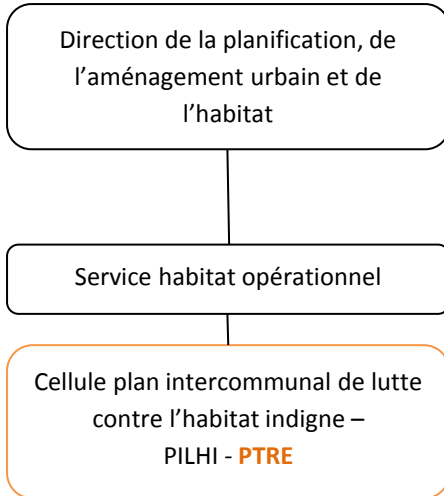 Direction de la planification, de
l’aménagement urbain et de
l’habitat
Service habitat opérationnel
Cellule plan intercommunal de lutte
contre l’habitat indigne –
PILHI - PTRE